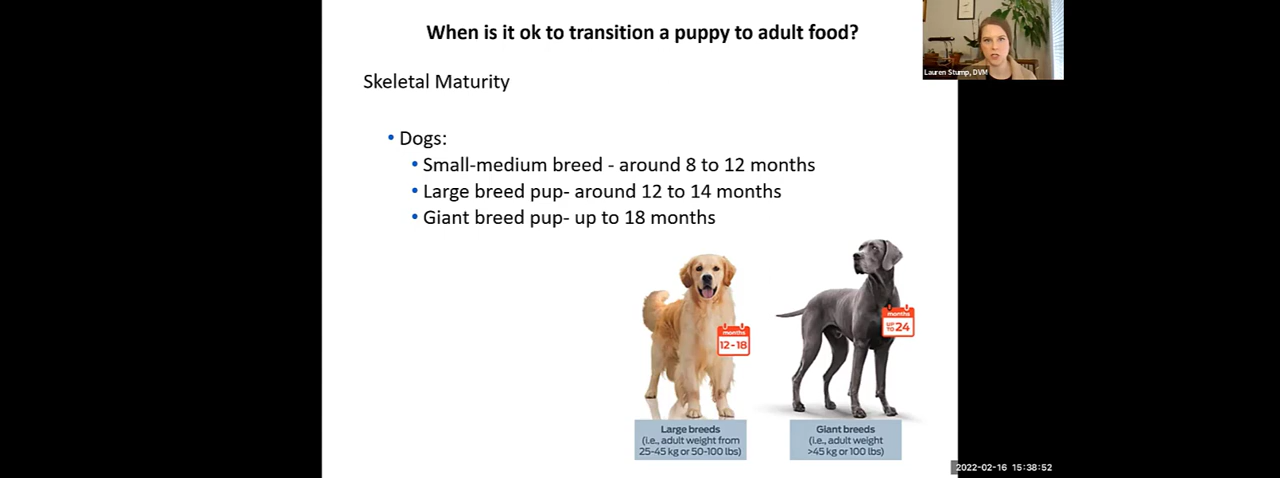 When is it ok to transition a puppy to adult food?
Lauren Stump, DVM
Skeletal Maturity
• Dogs:
• Small-medium breed - around 8 to 12 months
• Large breed pup- around 12 to 14 months
• Giant breed pup- up to 18 months
months
12-18
months
UP TO 24
Large breeds
(i.e., adult weight from
25-45 kg or 50-100 lbs)
Giant breeds
(i.e., adult weight
>45 kg or 100 lbs)
2022-02-16 15:38:52